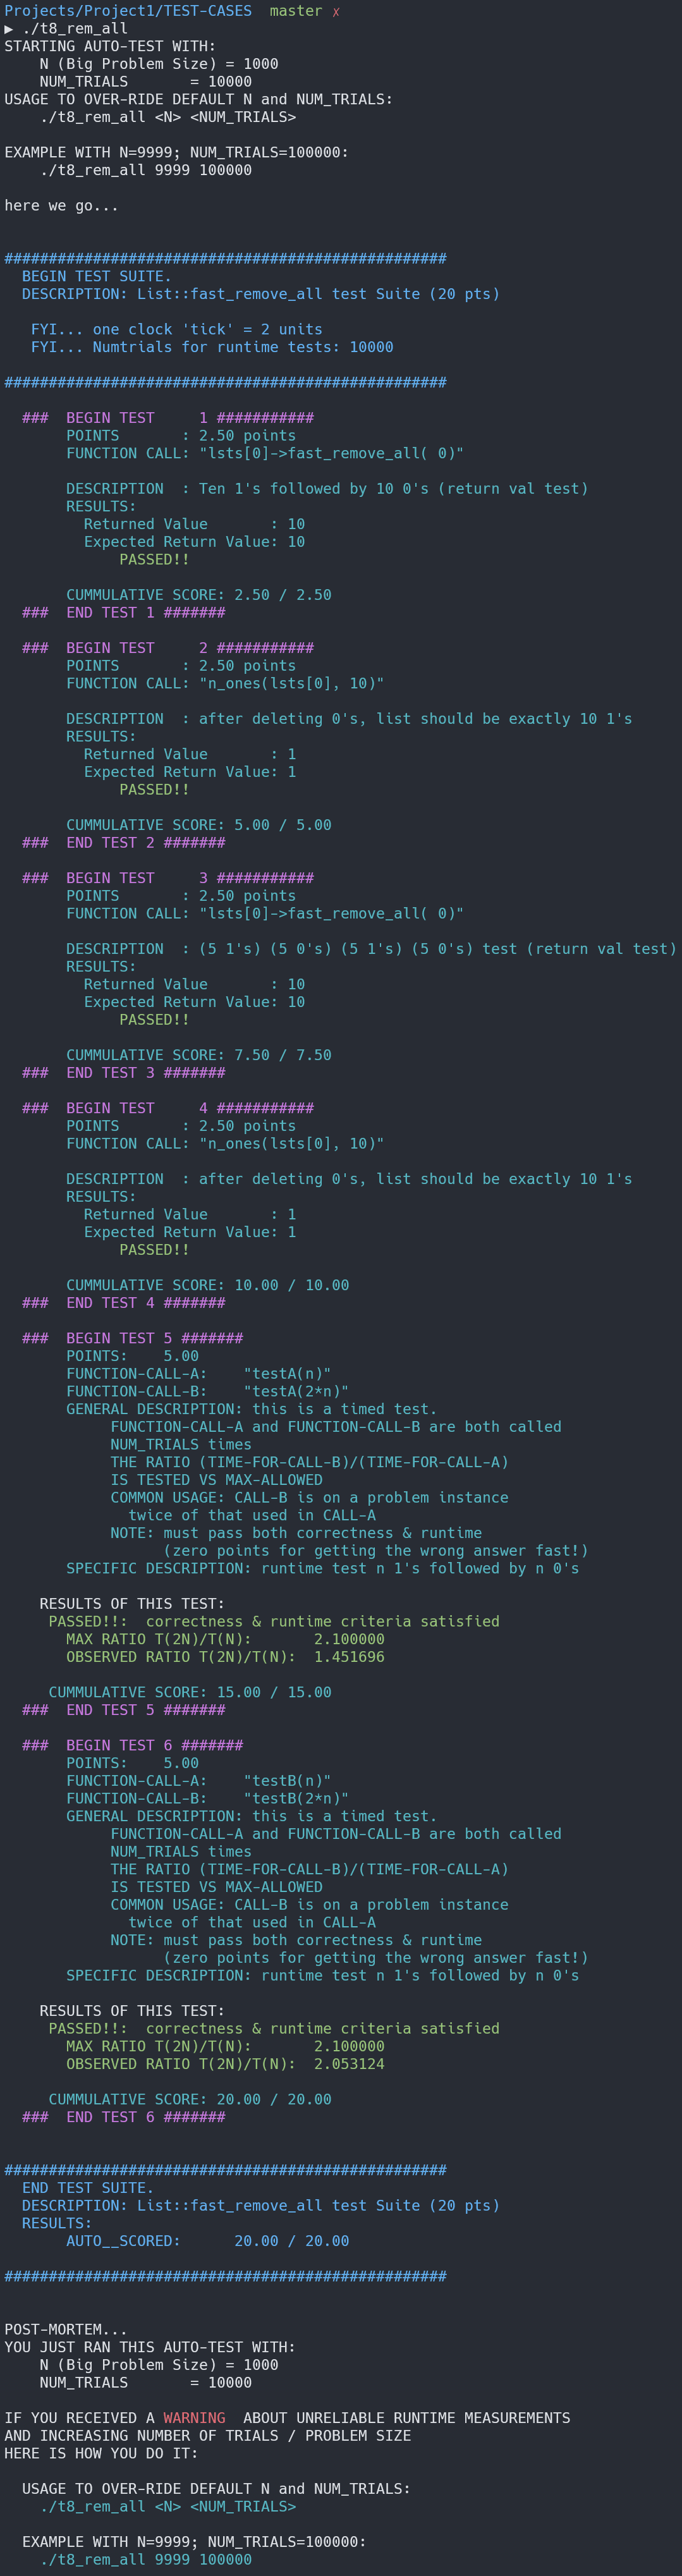 Projects/Project1/TEST-CASES  master ✗
▶ ./t8_rem_all
STARTING AUTO-TEST WITH:
    N (Big Problem Size) = 1000
    NUM_TRIALS       = 10000
USAGE TO OVER-RIDE DEFAULT N and NUM_TRIALS:
    ./t8_rem_all <N> <NUM_TRIALS>

EXAMPLE WITH N=9999; NUM_TRIALS=100000:
    ./t8_rem_all 9999 100000

here we go...


##################################################
  BEGIN TEST SUITE.
  DESCRIPTION: List::fast_remove_all test Suite (20 pts)

   FYI... one clock 'tick' = 2 units
   FYI... Numtrials for runtime tests: 10000

##################################################

  ###  BEGIN TEST     1 ###########
       POINTS       : 2.50 points
       FUNCTION CALL: "lsts[0]->fast_remove_all( 0)"

       DESCRIPTION  : Ten 1's followed by 10 0's (return val test)
       RESULTS:
         Returned Value       : 10
         Expected Return Value: 10
             PASSED!!

       CUMMULATIVE SCORE: 2.50 / 2.50
  ###  END TEST 1 #######

  ###  BEGIN TEST     2 ###########
       POINTS       : 2.50 points
       FUNCTION CALL: "n_ones(lsts[0], 10)"

       DESCRIPTION  : after deleting 0's, list should be exactly 10 1's
       RESULTS:
         Returned Value       : 1
         Expected Return Value: 1
             PASSED!!

       CUMMULATIVE SCORE: 5.00 / 5.00
  ###  END TEST 2 #######

  ###  BEGIN TEST     3 ###########
       POINTS       : 2.50 points
       FUNCTION CALL: "lsts[0]->fast_remove_all( 0)"

       DESCRIPTION  : (5 1's) (5 0's) (5 1's) (5 0's) test (return val test)
       RESULTS:
         Returned Value       : 10
         Expected Return Value: 10
             PASSED!!

       CUMMULATIVE SCORE: 7.50 / 7.50
  ###  END TEST 3 #######

  ###  BEGIN TEST     4 ###########
       POINTS       : 2.50 points
       FUNCTION CALL: "n_ones(lsts[0], 10)"

       DESCRIPTION  : after deleting 0's, list should be exactly 10 1's
       RESULTS:
         Returned Value       : 1
         Expected Return Value: 1
             PASSED!!

       CUMMULATIVE SCORE: 10.00 / 10.00
  ###  END TEST 4 #######

  ###  BEGIN TEST 5 #######
       POINTS:    5.00
       FUNCTION-CALL-A:    "testA(n)"
       FUNCTION-CALL-B:    "testA(2*n)"
       GENERAL DESCRIPTION: this is a timed test.
            FUNCTION-CALL-A and FUNCTION-CALL-B are both called
            NUM_TRIALS times
            THE RATIO (TIME-FOR-CALL-B)/(TIME-FOR-CALL-A)
            IS TESTED VS MAX-ALLOWED
            COMMON USAGE: CALL-B is on a problem instance
              twice of that used in CALL-A
            NOTE: must pass both correctness & runtime
                  (zero points for getting the wrong answer fast!)
       SPECIFIC DESCRIPTION: runtime test n 1's followed by n 0's

    RESULTS OF THIS TEST:
     PASSED!!:  correctness & runtime criteria satisfied
       MAX RATIO T(2N)/T(N):       2.100000
       OBSERVED RATIO T(2N)/T(N):  1.451696

     CUMMULATIVE SCORE: 15.00 / 15.00
  ###  END TEST 5 #######

  ###  BEGIN TEST 6 #######
       POINTS:    5.00
       FUNCTION-CALL-A:    "testB(n)"
       FUNCTION-CALL-B:    "testB(2*n)"
       GENERAL DESCRIPTION: this is a timed test.
            FUNCTION-CALL-A and FUNCTION-CALL-B are both called
            NUM_TRIALS times
            THE RATIO (TIME-FOR-CALL-B)/(TIME-FOR-CALL-A)
            IS TESTED VS MAX-ALLOWED
            COMMON USAGE: CALL-B is on a problem instance
              twice of that used in CALL-A
            NOTE: must pass both correctness & runtime
                  (zero points for getting the wrong answer fast!)
       SPECIFIC DESCRIPTION: runtime test n 1's followed by n 0's

    RESULTS OF THIS TEST:
     PASSED!!:  correctness & runtime criteria satisfied
       MAX RATIO T(2N)/T(N):       2.100000
       OBSERVED RATIO T(2N)/T(N):  2.053124

     CUMMULATIVE SCORE: 20.00 / 20.00
  ###  END TEST 6 #######


##################################################
  END TEST SUITE.
  DESCRIPTION: List::fast_remove_all test Suite (20 pts)
  RESULTS:
       AUTO__SCORED:      20.00 / 20.00

##################################################


POST-MORTEM...
YOU JUST RAN THIS AUTO-TEST WITH:
    N (Big Problem Size) = 1000
    NUM_TRIALS       = 10000

IF YOU RECEIVED A WARNING  ABOUT UNRELIABLE RUNTIME MEASUREMENTS
AND INCREASING NUMBER OF TRIALS / PROBLEM SIZE
HERE IS HOW YOU DO IT:

  USAGE TO OVER-RIDE DEFAULT N and NUM_TRIALS:
    ./t8_rem_all <N> <NUM_TRIALS>

  EXAMPLE WITH N=9999; NUM_TRIALS=100000:
    ./t8_rem_all 9999 100000